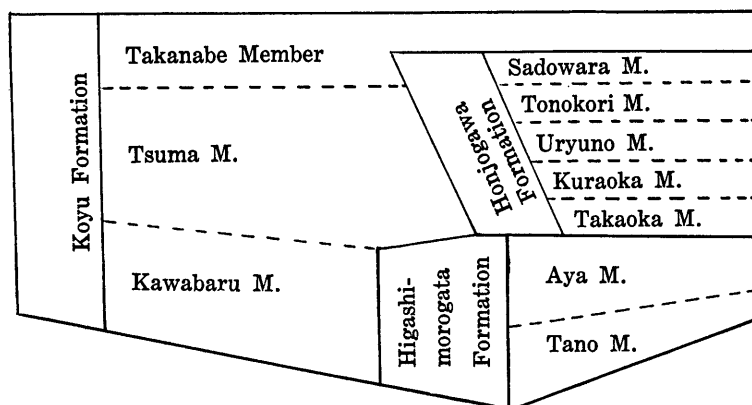 Koyu Formation
Takanabe Member
Tsuma M.
Kawabaru M.
Honjogawa
Formation
Sadowara M.
Tonokori M.
Uryuno M.
Kuraoka M.
Takaoka M.
Higashi-
morogata
Formation
Aya M.
Tano M.